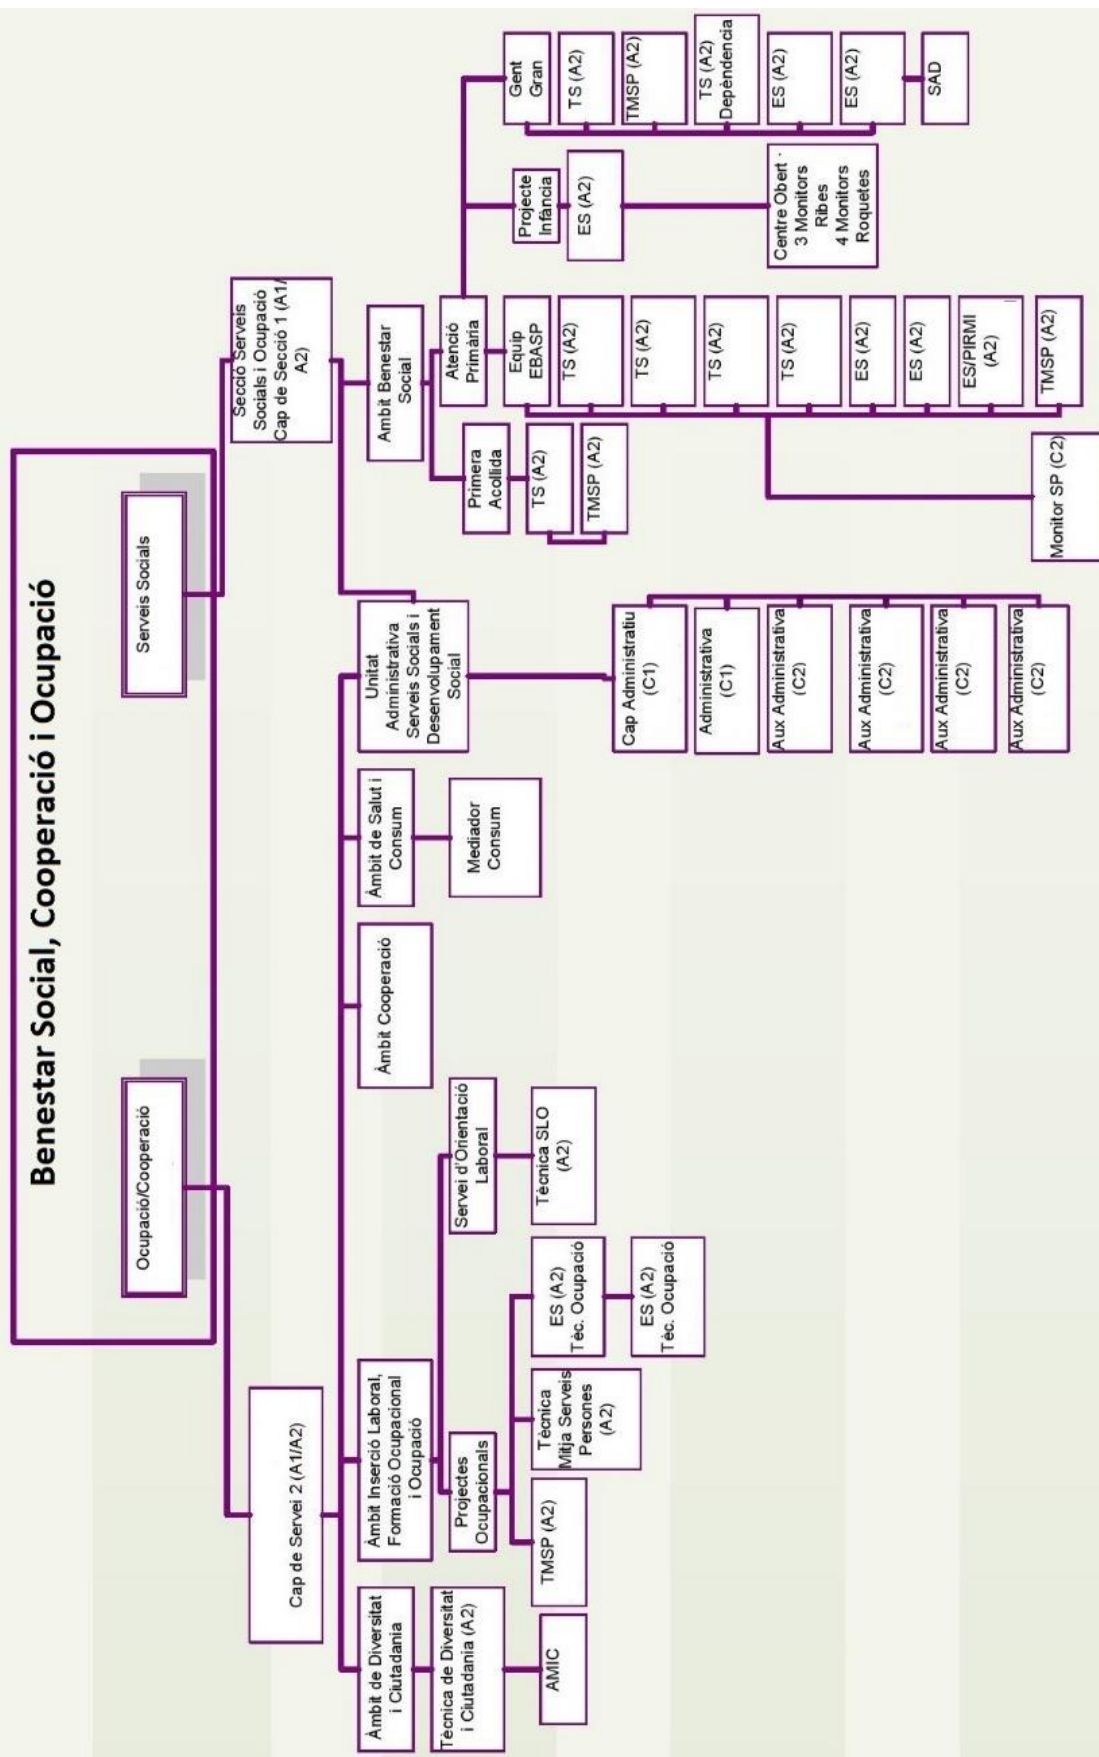 Benestar Social, Cooperació i Ocupació
Ocupació/Cooperació
Serveis Socials
Cap de Servei 2 (A1/A2)
Secció Serveis
Socials i Ocupació
Cap de Secció 1 (A1/
A2)
Àmbit de Diversitat
i Ciutadania
Tècnica de Diversitat
i Ciutadania (A2)
AMIC
Àmbit Inserció Laboral,
Formació Ocupacional
i Ocupació
Projectes
Ocupacionals
TMSP (A2)
Tècnica
Mitja Serveis
Persones
(A2)
ES (A2)
Tèc. Ocupació
ES (A2)
Tèc. Ocupació
Servei d'Orientació
Laboral
Tècnica SLO
(A2)
Àmbit Cooperació
Àmbit de Salut i
Consum
Mediador
Consum
Unitat
Administrativa
Serveis Socials i
Desenvolupament
Social
Cap Administratiu
(C1)
Administrativa
(C1)
Aux Administrativa
(C2)
Aux Administrativa
(C2)
Aux Administrativa
(C2)
Aux Administrativa
(C2)
Àmbit Benestar
Social
Primera
Acollida
TS (A2)
TMSP (A2)
Atenció
Primària
Equip
EBASP
TS (A2)
TS (A2)
TS (A2)
TS (A2)
ES (A2)
ES (A2)
ES/PIRMI
(A2)
TMSP (A2)
Monitor SP (C2)
Projecte
Infància
ES (A2)
Centre Obert ·
3 Monitors
Ribes
4 Monitors
Roquetes
Gent
Gran
TS (A2)
TMSP (A2)
TS (A2)
Depèndencia
ES (A2)
ES (A2)
SAD